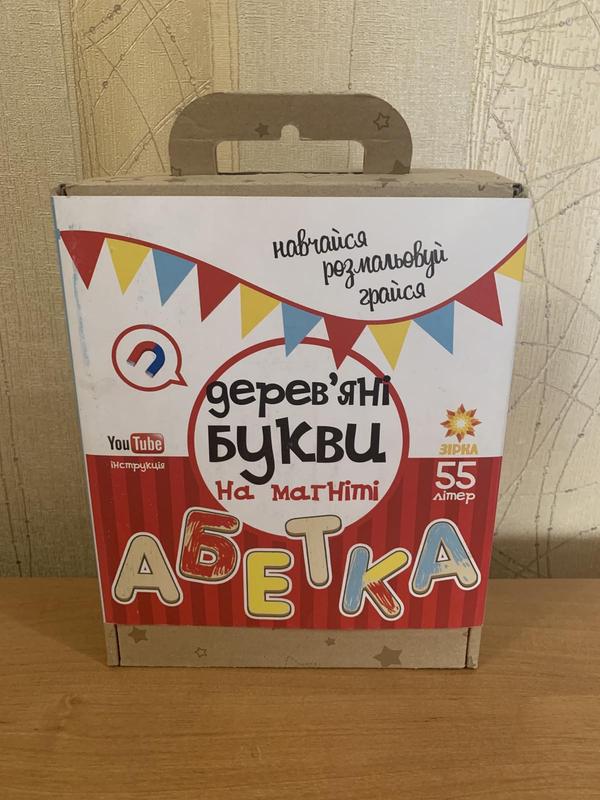 навчайся
розмальовуй
грайся
дерев'яні
букви
на магніті
YouTube
інструкція
ЗІРКА
55
літер
АБЕТКА